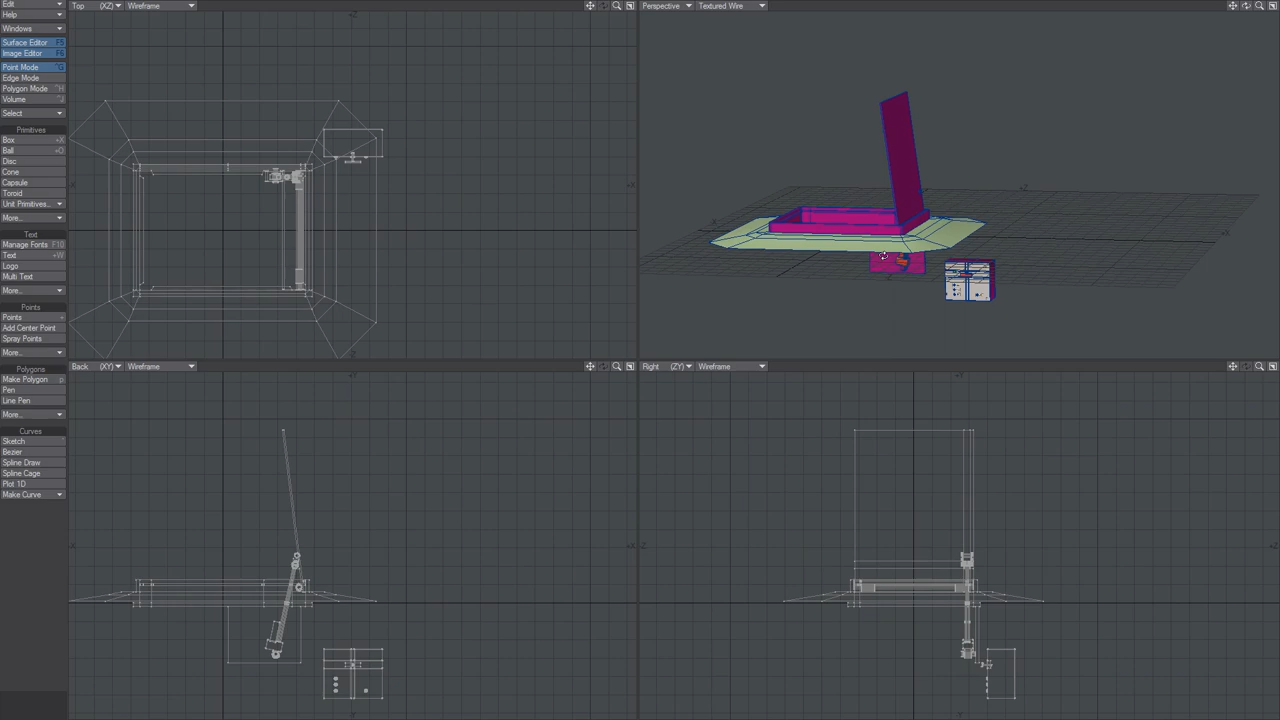 Edit
Help
Windows
Surface Editor F5
Image Editor F6
Point Mode ^G
Edge Mode
Polygon Mode ^H
Volume ^J
Select
Primitives
Box +X
Ball +O
Disc
Cone
Capsule
Toroid
Unit Primitives...
More...
Text
Manage Fonts F10
Text +W
Logo
Multi Text
More...
Points
Points +
Add Center Point
Spray Points
More...
Polygons
Make Polygon p
Pen
Line Pen
More...
Curves
Sketch '
Bezier
Spline Draw
Spline Cage
Plot 1D
Make Curve
Top (XZ) Wireframe
Perspective Textured Wire
Back (XY) Wireframe
Right (ZY) Wireframe